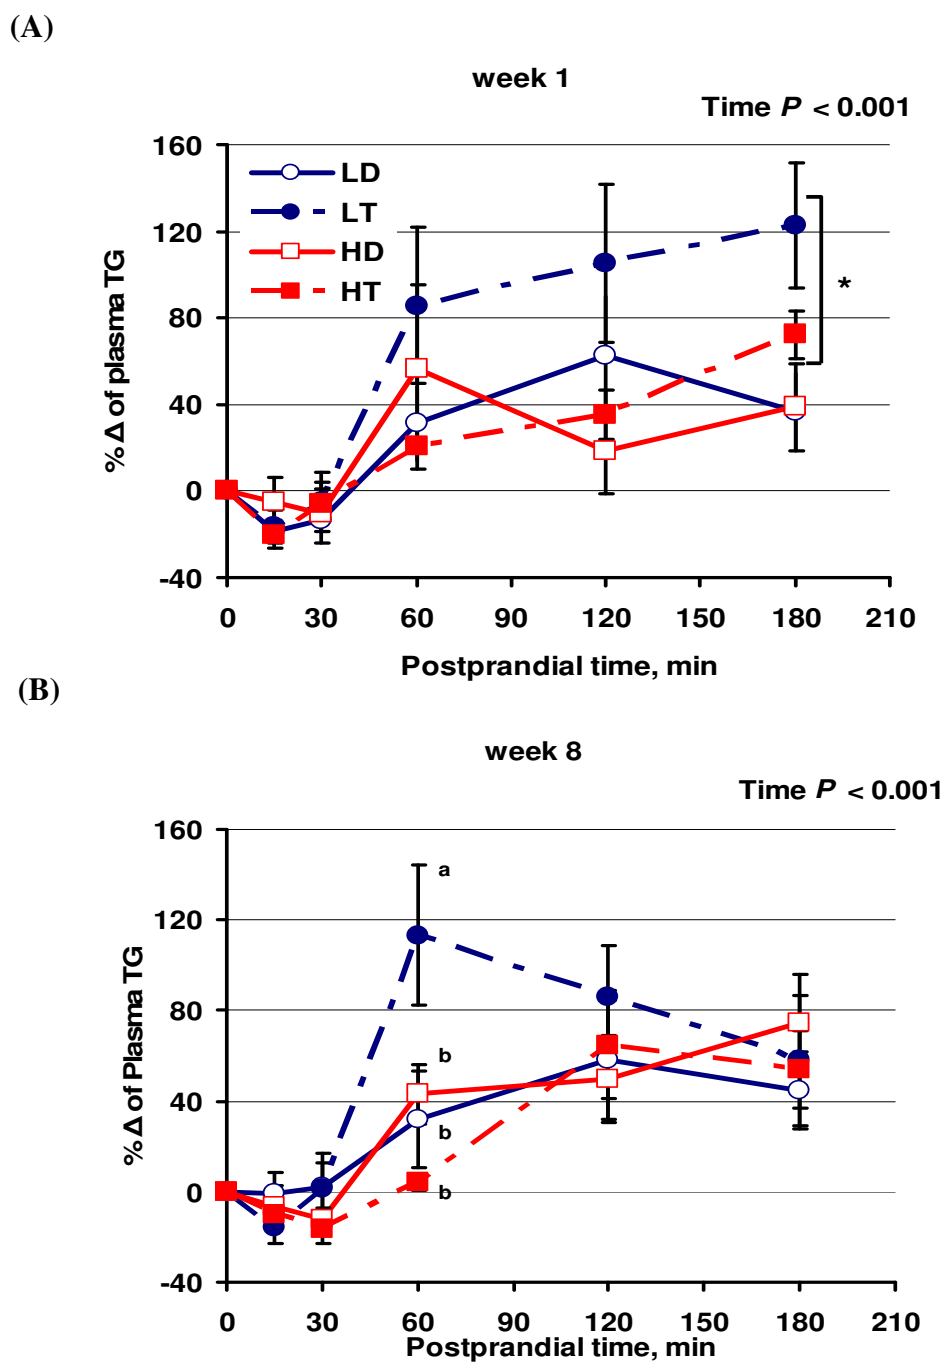 (A)
week 1
Time P < 0.001
160
120
80
40
0
-40
% Δ of plasma TG
LD
LT
HD
HT
*
0 30 60 90 120 150 180 210
Postprandial time, min
(B)
week 8
Time P < 0.001
160
120
80
40
0
-40
% Δ of Plasma TG
a
b
b
b
0 30 60 90 120 150 180 210
Postprandial time, min